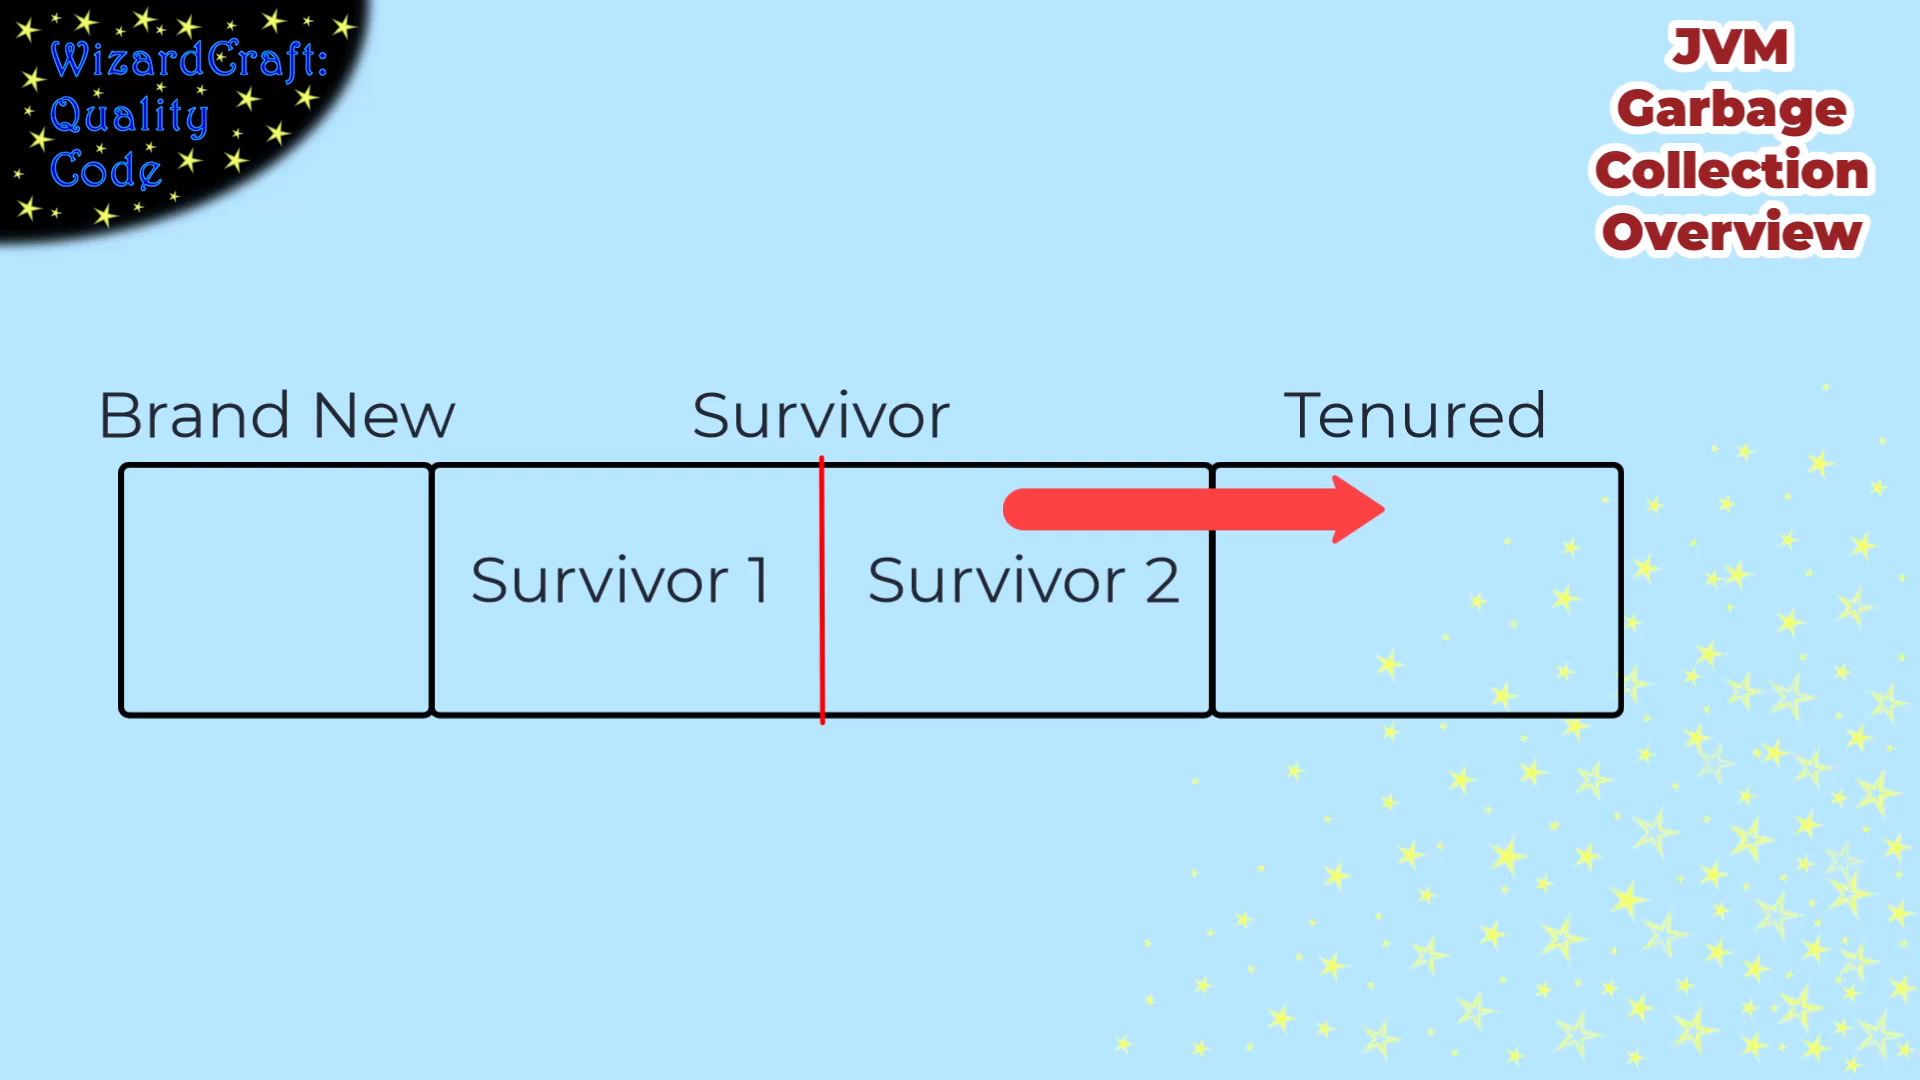 WizardCraft:
Quality
Code
JVM
Garbage
Collection
Overview
Brand New
Survivor
Tenured
Survivor 1
Survivor 2